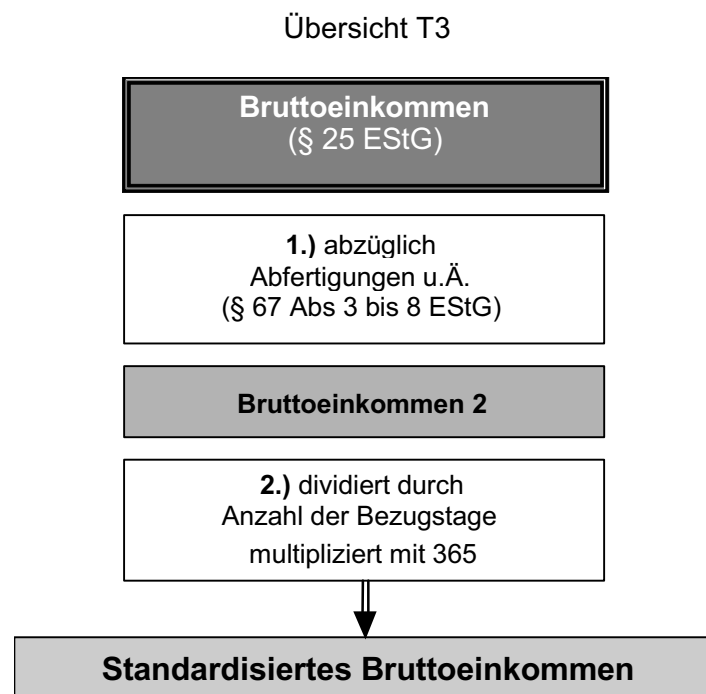 Übersicht T3
Bruttoeinkommen
(§ 25 EStG)
1.) abzüglich
Abfertigungen u.Ä.
(§ 67 Abs 3 bis 8 EStG)
Bruttoeinkommen 2
2.) dividiert durch
Anzahl der Bezugstage
multipliziert mit 365
Standardisiertes Bruttoeinkommen